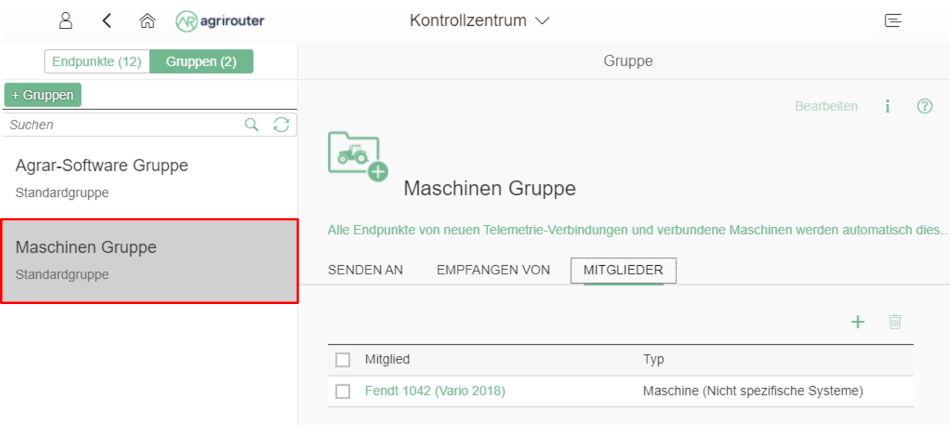 agrirouter
Kontrollzentrum
Endpunkte (12) Gruppen (2)
Gruppe
+ Gruppen
Suchen
Bearbeiten
Agrar-Software Gruppe
Standardgruppe
Maschinen Gruppe
Standardgruppe
Maschinen Gruppe
Alle Endpunkte von neuen Telemetrie-Verbindungen und verbundene Maschinen werden automatisch dies...
SENDEN AN EMPFANGEN VON MITGLIEDER
Mitglied Typ
Fendt 1042 (Vario 2018) Maschine (Nicht spezifische Systeme)